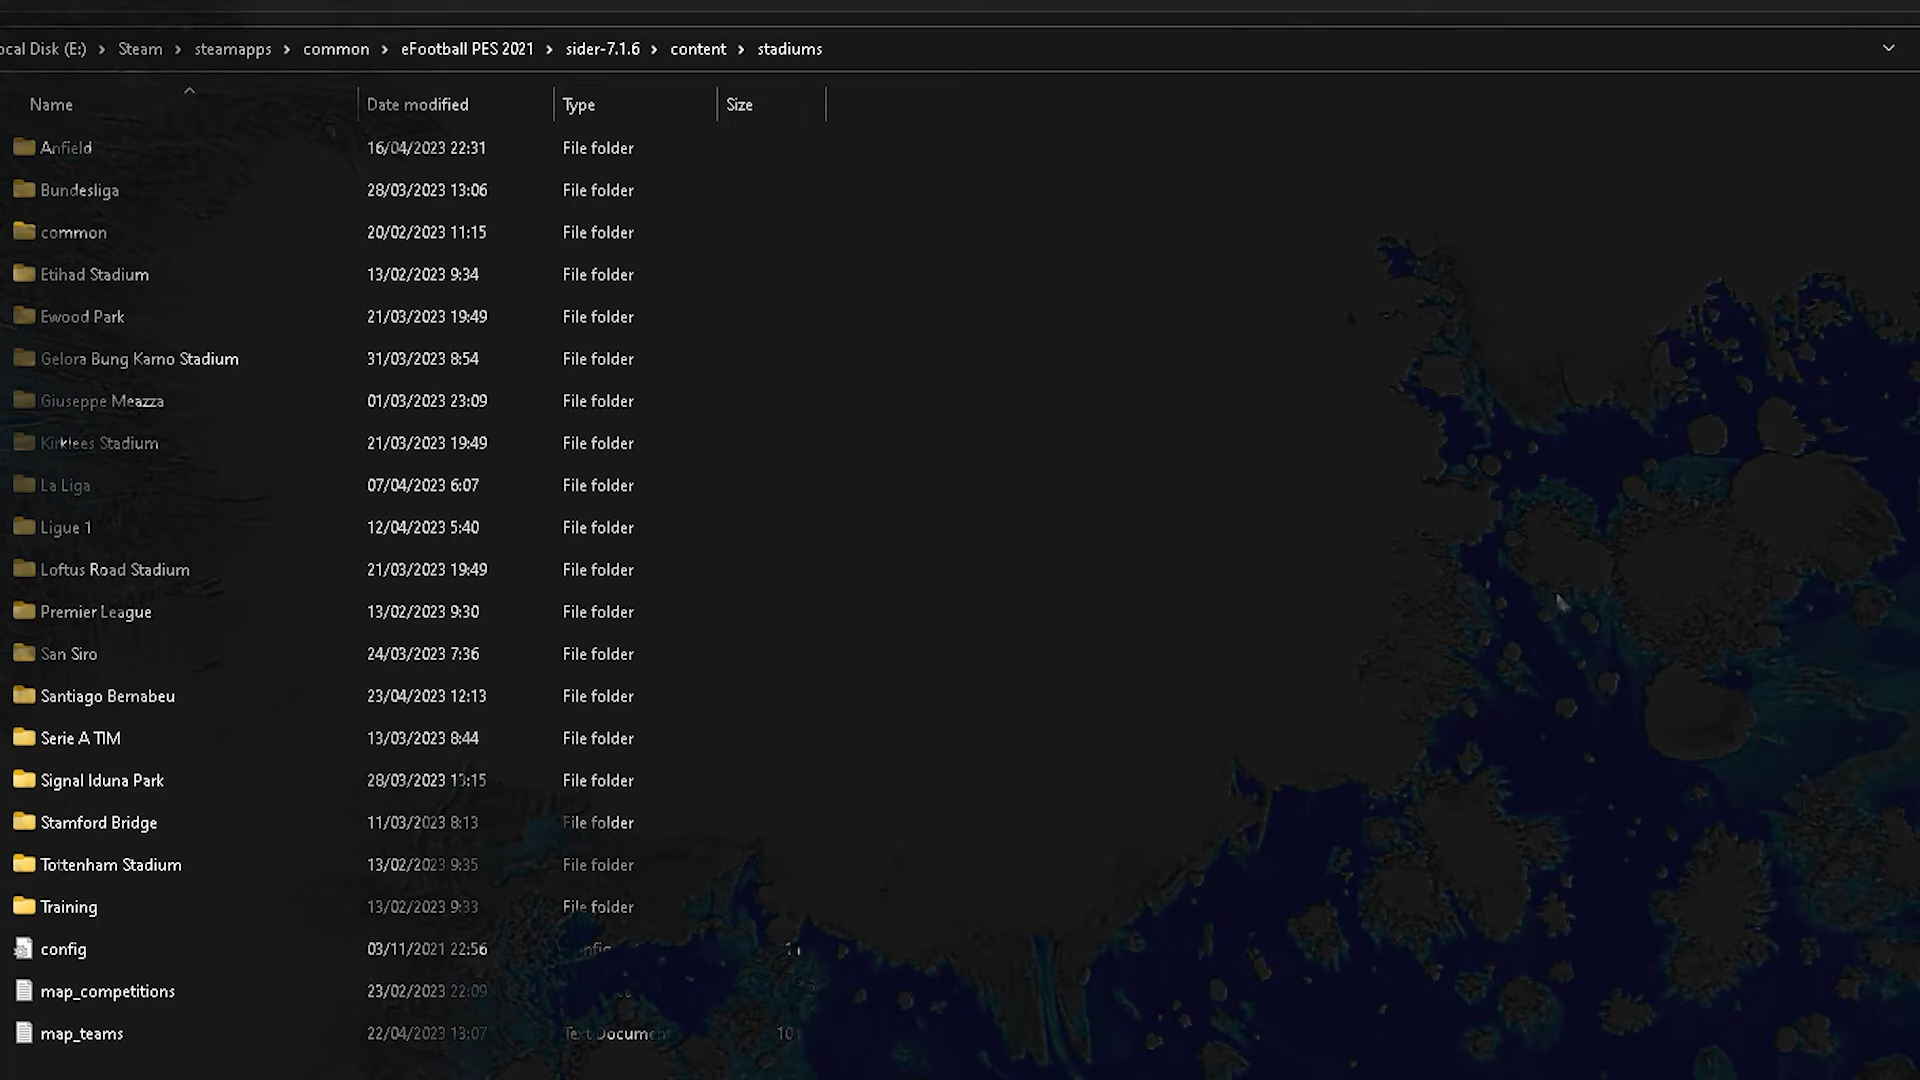 ocal Disk (E:) > Steam > steamapps > common > eFootball PES 2021 > sider-7.1.6 > content > stadiums
Name Date modified Type Size
Anfield 16/04/2023 22:31 File folder
Bundesliga 28/03/2023 13:06 File folder
common 20/02/2023 11:15 File folder
Etihad Stadium 13/02/2023 9:34 File folder
Ewood Park 21/03/2023 19:49 File folder
Gelora Bung Karno Stadium 31/03/2023 8:54 File folder
Giuseppe Meazza 01/03/2023 23:09 File folder
Kirklees Stadium 21/03/2023 19:49 File folder
La Liga 07/04/2023 6:07 File folder
Ligue 1 12/04/2023 5:40 File folder
Loftus Road Stadium 21/03/2023 19:49 File folder
Premier League 13/02/2023 9:30 File folder
San Siro 24/03/2023 7:36 File folder
Santiago Bernabeu 23/04/2023 12:13 File folder
Serie A TIM 13/03/2023 8:44 File folder
Signal Iduna Park 28/03/2023 13:15 File folder
Stamford Bridge 11/03/2023 8:13 File folder
Tottenham Stadium 13/02/2023 9:35 File folder
Training 13/02/2023 9:33 File folder
config 03/11/2021 22:56
map_competitions 23/02/2023 22:09
map_teams 22/04/2023 13:07 Text Document 10